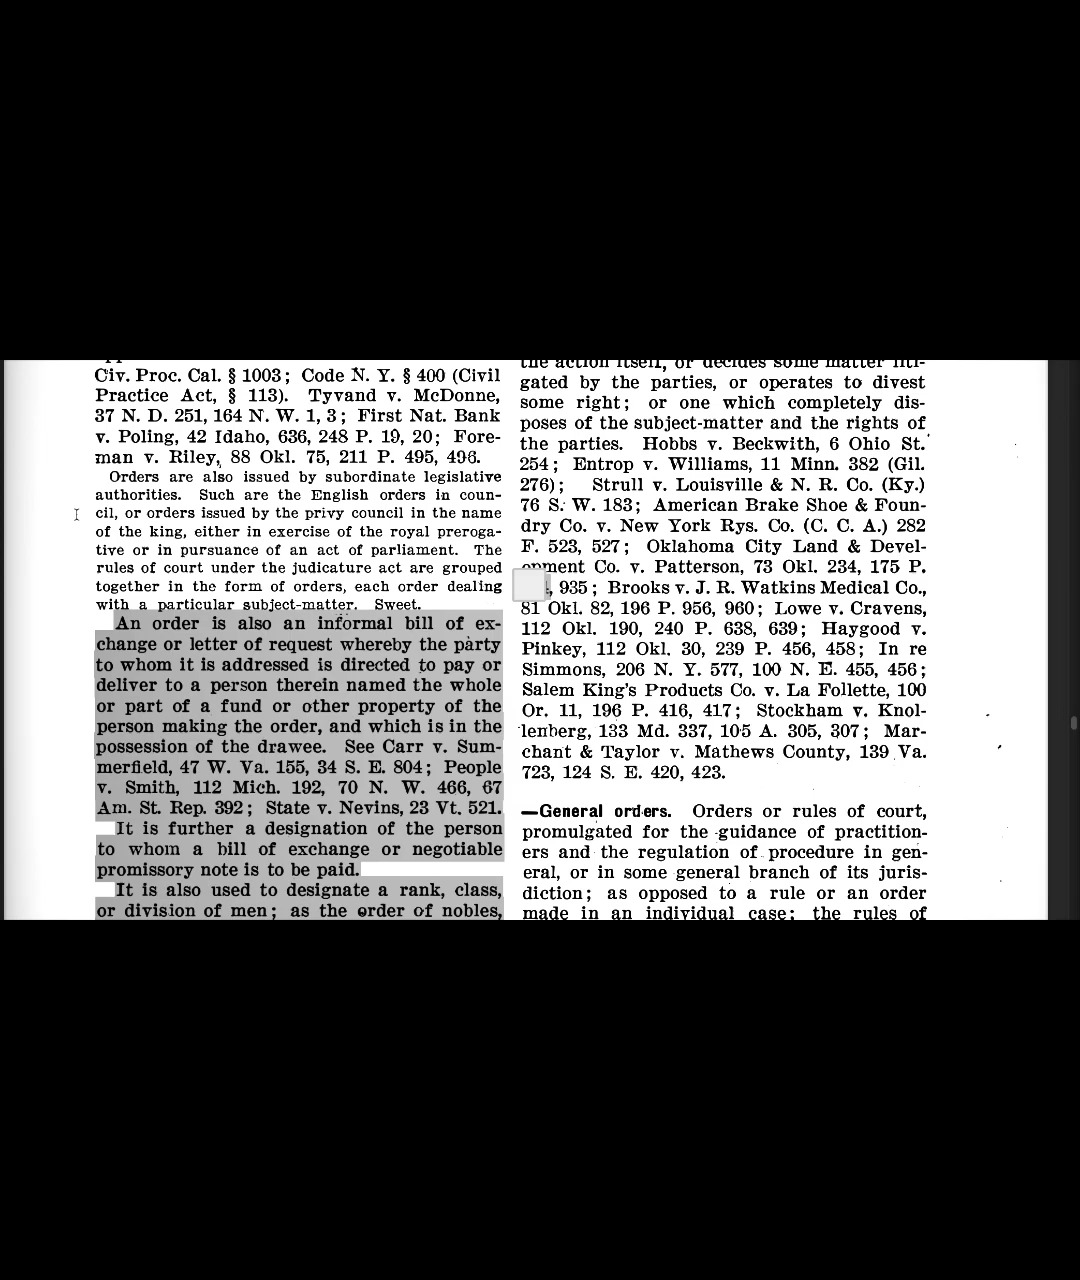 Civ. Proc. Cal. § 1003; Code N. Y. § 400 (Civil
Practice Act, § 113). Tyvand v. McDonne,
37 N. D. 251, 164 N. W. 1, 3; First Nat. Bank
v. Poling, 42 Idaho, 636, 248 P. 19, 20; Fore-
man v. Riley, 88 Okl. 75, 211 P. 495, 496.
Orders are also issued by subordinate legislative
authorities. Such are the English orders in coun-
cil, or orders issued by the privy council in the name
of the king, either in exercise of the royal preroga-
tive or in pursuance of an act of parliament. The
rules of court under the judicature act are grouped
together in the form of orders, each order dealing
with a particular subject-matter. Sweet.
An order is also an informal bill of ex-
change or letter of request whereby the party
to whom it is addressed is directed to pay or
deliver to a person therein named the whole
or part of a fund or other property of the
person making the order, and which is in the
possession of the drawee. See Carr v. Sum-
merfield, 47 W. Va. 155, 34 S. E. 804; People
v. Smith, 112 Mich. 192, 70 N. W. 466, 67
Am. St. Rep. 392; State v. Nevins, 23 Vt. 521.
It is further a designation of the person
to whom a bill of exchange or negotiable
promissory note is to be paid.
It is also used to designate a rank, class,
or division of men; as the order of nobles,
the action itself, or decides some matter liti-
gated by the parties, or operates to divest
some right; or one which completely dis-
poses of the subject-matter and the rights of
the parties. Hobbs v. Beckwith, 6 Ohio St.
254; Entrop v. Williams, 11 Minn. 382 (Gil.
276); Strull v. Louisville & N. R. Co. (Ky.)
76 S. W. 183; American Brake Shoe & Foun-
dry Co. v. New York Rys. Co. (C. C. A.) 282
F. 523, 527; Oklahoma City Land & Devel-
opment Co. v. Patterson, 73 Okl. 234, 175 P.
, 935; Brooks v. J. R. Watkins Medical Co.,
81 Okl. 82, 196 P. 956, 960; Lowe v. Cravens,
112 Okl. 190, 240 P. 638, 639; Haygood v.
Pinkey, 112 Okl. 30, 239 P. 456, 458; In re
Simmons, 206 N. Y. 577, 100 N. E. 455, 456;
Salem King's Products Co. v. La Follette, 100
Or. 11, 196 P. 416, 417; Stockham v. Knol-
lenberg, 133 Md. 337, 105 A. 305, 307; Mar-
chant & Taylor v. Mathews County, 139 Va.
723, 124 S. E. 420, 423.
—General orders. Orders or rules of court,
promulgated for the guidance of practition-
ers and the regulation of procedure in gen-
eral, or in some general branch of its juris-
diction; as opposed to a rule or an order
made in an individual case; the rules of